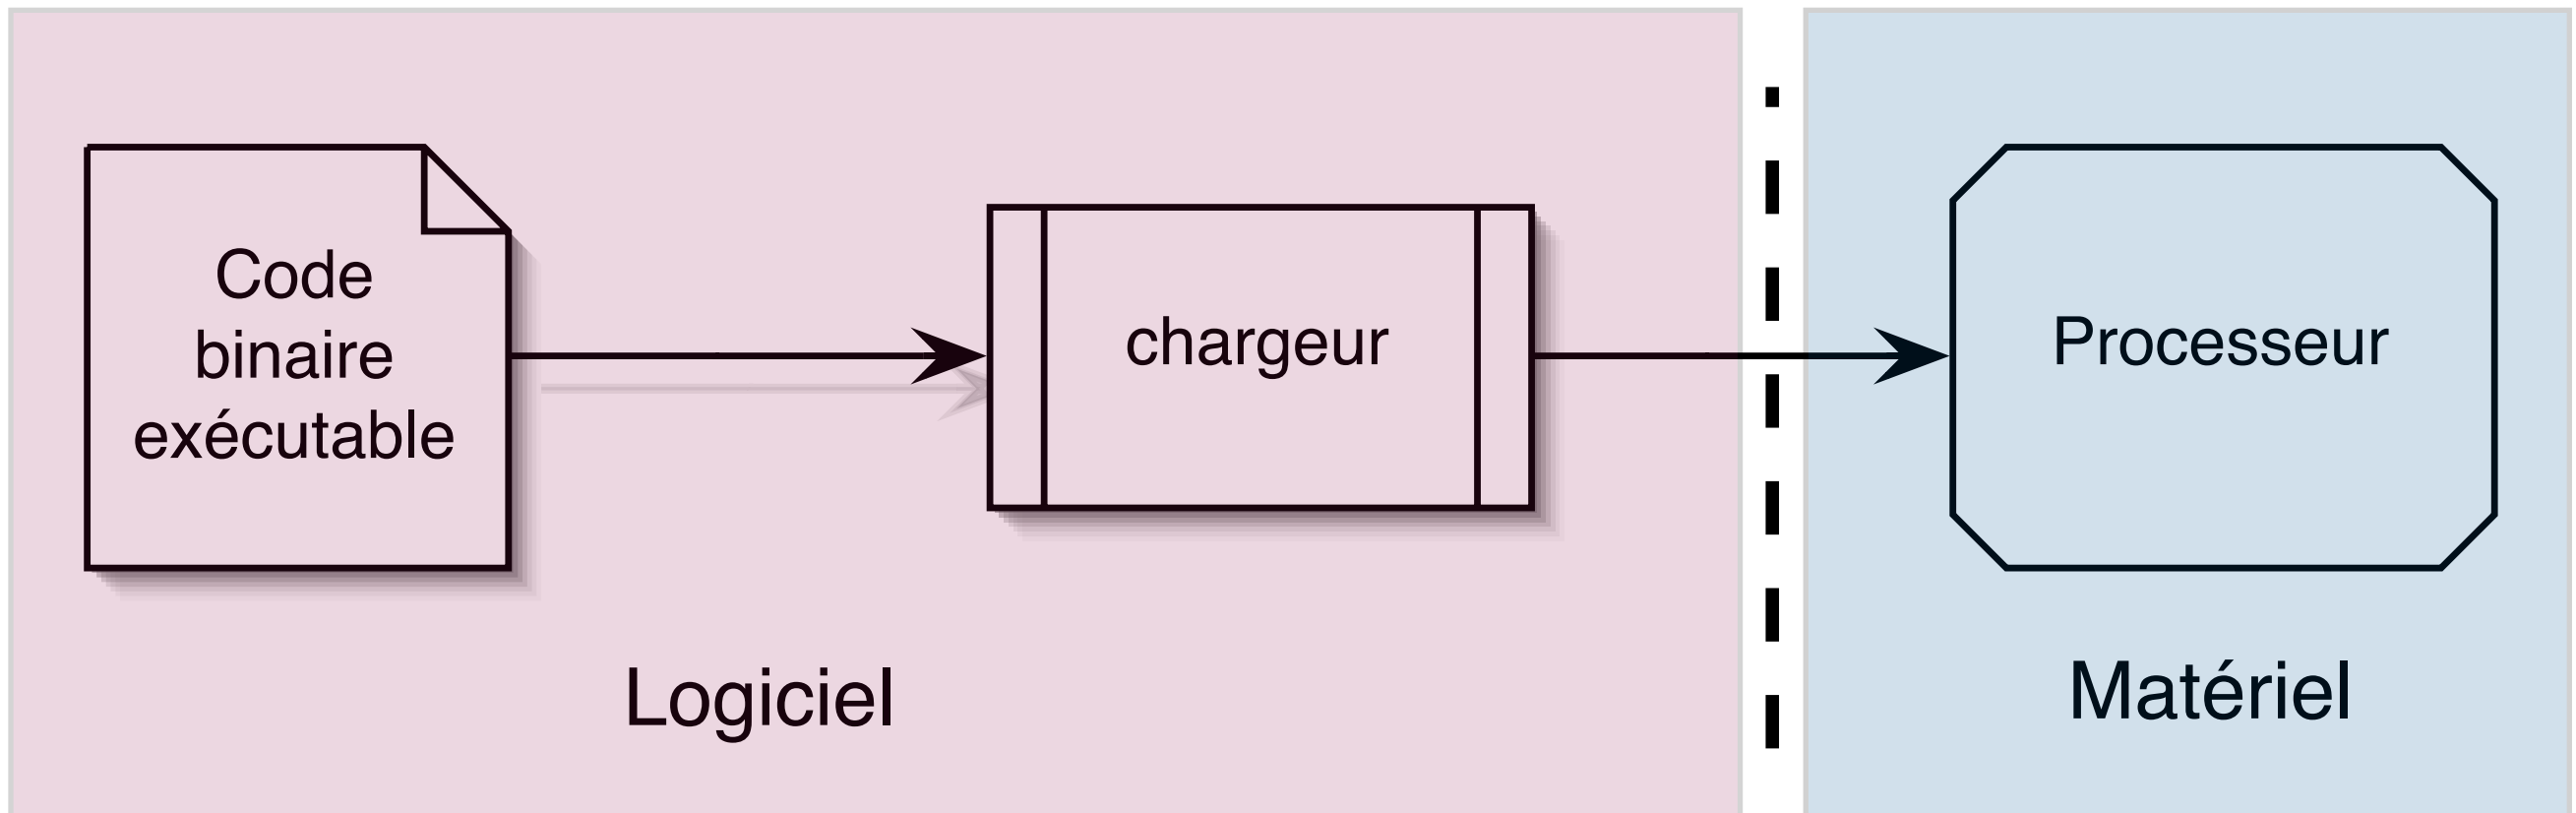 Code
binaire
exécutable
chargeur
Processeur
Logiciel
Matériel